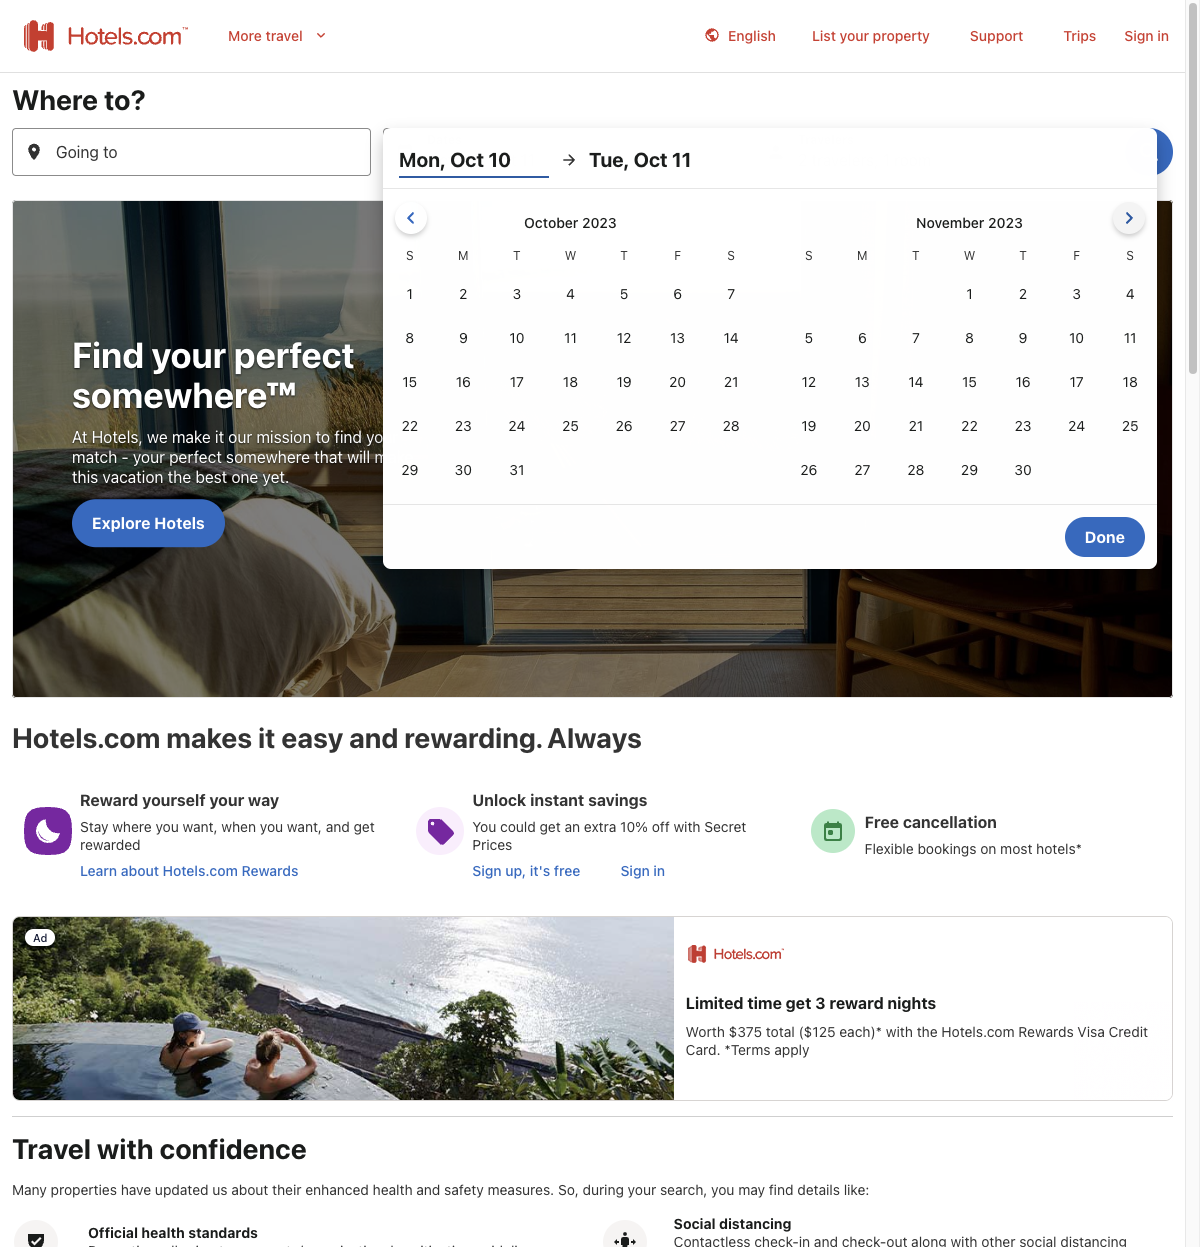 Hotels.com™
More travel
English
List your property
Support
Trips
Sign in
Where to?
Going to
Mon, Oct 10
Tue, Oct 11
October 2023
S M T W T F S
1 2 3 4 5 6 7
8 9 10 11 12 13 14
15 16 17 18 19 20 21
22 23 24 25 26 27 28
29 30 31
November 2023
S M T W T F S
1 2 3 4
5 6 7 8 9 10 11
12 13 14 15 16 17 18
19 20 21 22 23 24 25
26 27 28 29 30
Done
Find your perfect
somewhere™
At Hotels, we make it our mission to find
match - your perfect somewhere that will
this vacation the best one yet.
Explore Hotels
Hotels.com makes it easy and rewarding. Always
Reward yourself your way
Stay where you want, when you want, and get
rewarded
Learn about Hotels.com Rewards
Unlock instant savings
You could get an extra 10% off with Secret
Prices
Sign up, it's free
Sign in
Free cancellation
Flexible bookings on most hotels*
Ad
Hotels.com
Limited time get 3 reward nights
Worth $375 total ($125 each)* with the Hotels.com Rewards Visa Credit
Card. *Terms apply
Travel with confidence
Many properties have updated us about their enhanced health and safety measures. So, during your search, you may find details like:
Official health standards
Social distancing
Contactless check-in and check-out along with other social distancing